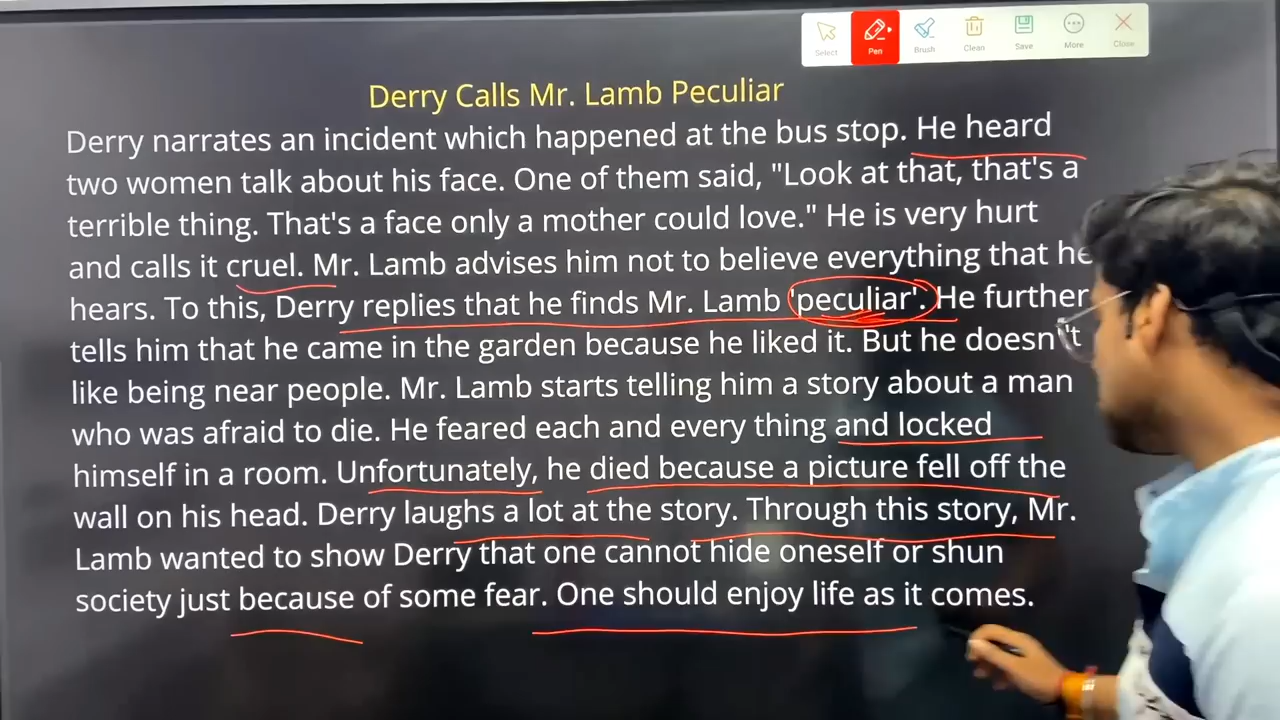 Select
Pen
Brush
Clean
Save
More
Close
Derry Calls Mr. Lamb Peculiar
Derry narrates an incident which happened at the bus stop. He heard
two women talk about his face. One of them said, "Look at that, that's a
terrible thing. That's a face only a mother could love." He is very hurt
and calls it cruel. Mr. Lamb advises him not to believe everything that he
hears. To this, Derry replies that he finds Mr. Lamb 'peculiar'. He further
tells him that he came in the garden because he liked it. But he doesn't
like being near people. Mr. Lamb starts telling him a story about a man
who was afraid to die. He feared each and every thing and locked
himself in a room. Unfortunately, he died because a picture fell off the
wall on his head. Derry laughs a lot at the story. Through this story, Mr.
Lamb wanted to show Derry that one cannot hide oneself or shun
society just because of some fear. One should enjoy life as it comes.